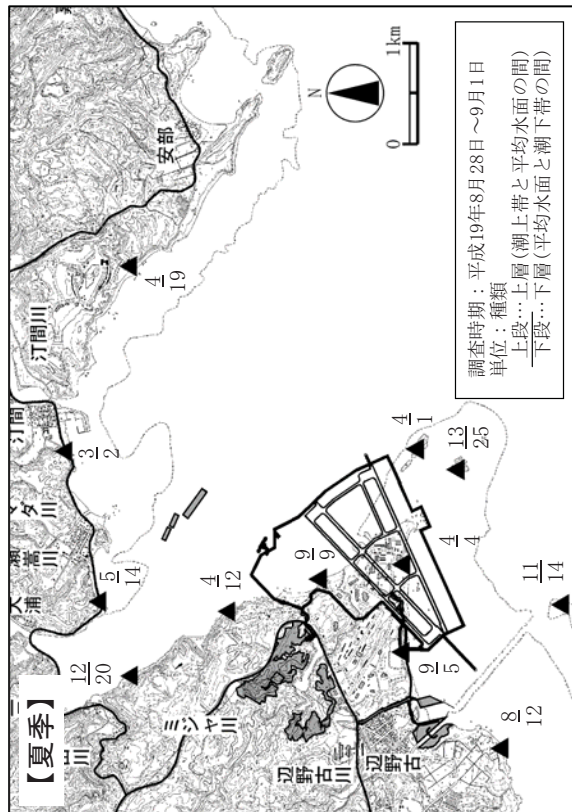 【夏季】
田川
大浦
汀間
汀間川
安部
ミジャ川
辺野古川
辺野古
12
20
5
14
3
2
4
19
4
12
9
9
4
1
13
25
4
4
9
5
11
14
8
12
N
0 1km
調査時期：平成19年8月28日～9月1日
単位：種類
上段…上層(潮上帯と平均水面の間)
下段…下層(平均水面と潮下帯の間)